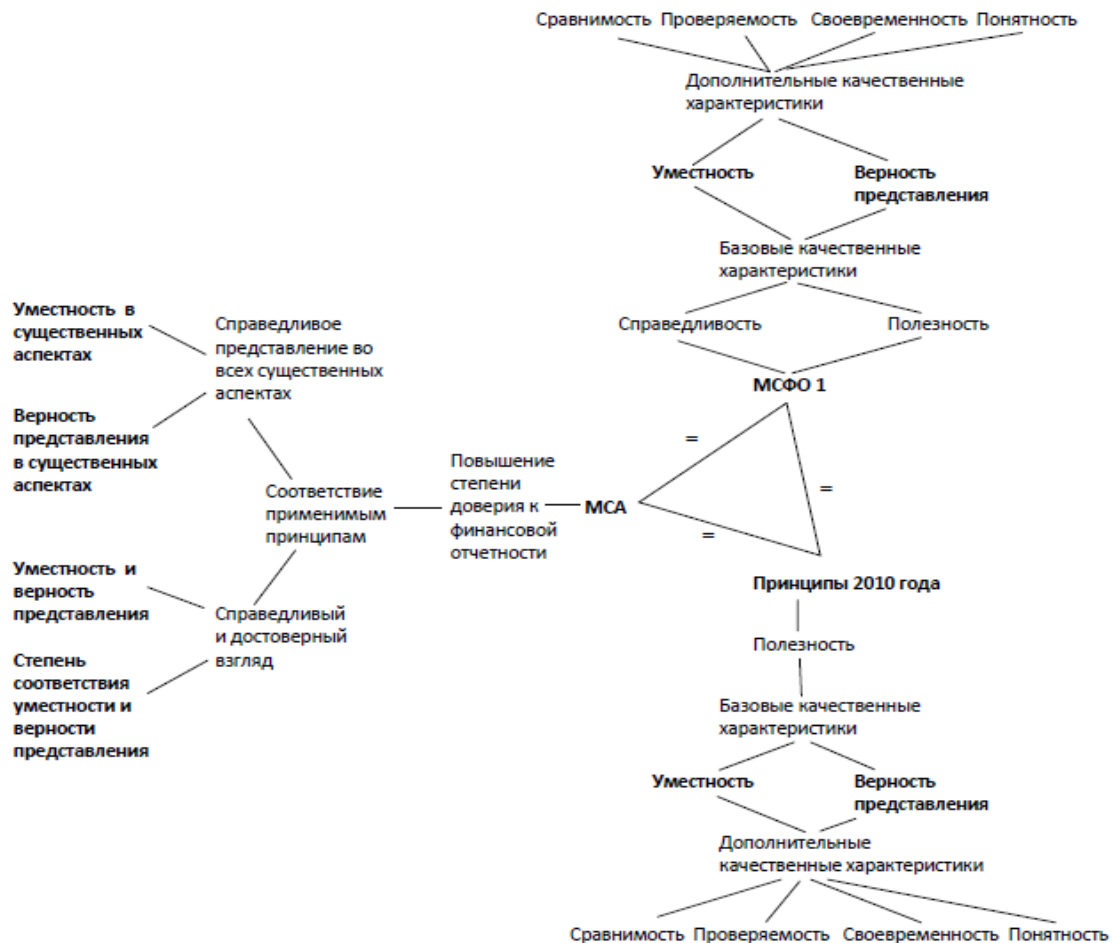 Сравнимость Проверяемость Своевременность Понятность
Дополнительные качественные
характеристики
Уместность
Верность
представления
Базовые качественные
характеристики
Справедливость
Полезность
МСФО 1
Уместность в
существенных
аспектах
Справедливое
представление во
всех существенных
аспектах
Верность
представления
в существенных
аспектах
Соответствие
применимым
принципам
Повышение
степени
доверия к
финансовой
отчетности
МСА
=
=
=
Уместность и
верность
представления
Справедливый
и достоверный
взгляд
Степень
соответствия
уместности и
верности
представления
Принципы 2010 года
Полезность
Базовые качественные
характеристики
Уместность
Верность
представления
Дополнительные
качественные характеристики
Сравнимость Проверяемость Своевременность Понятность